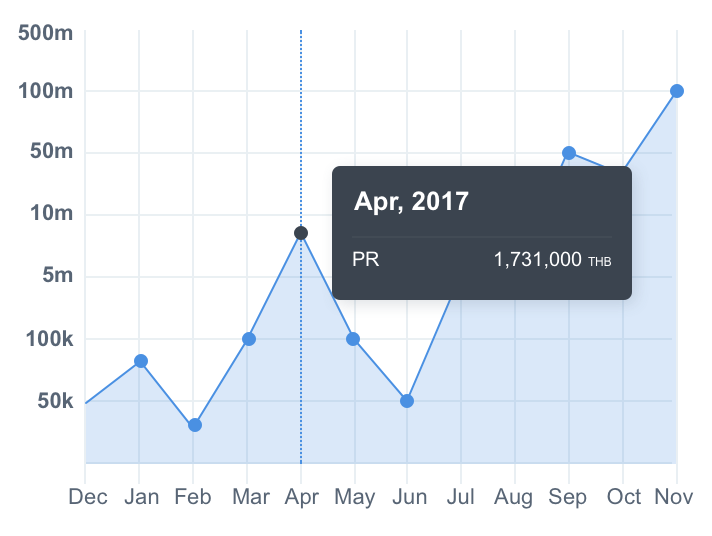 500m
100m
50m
10m
5m
100k
50k
Apr, 2017
PR 1,731,000 THB
Dec Jan Feb Mar Apr May Jun Jul Aug Sep Oct Nov